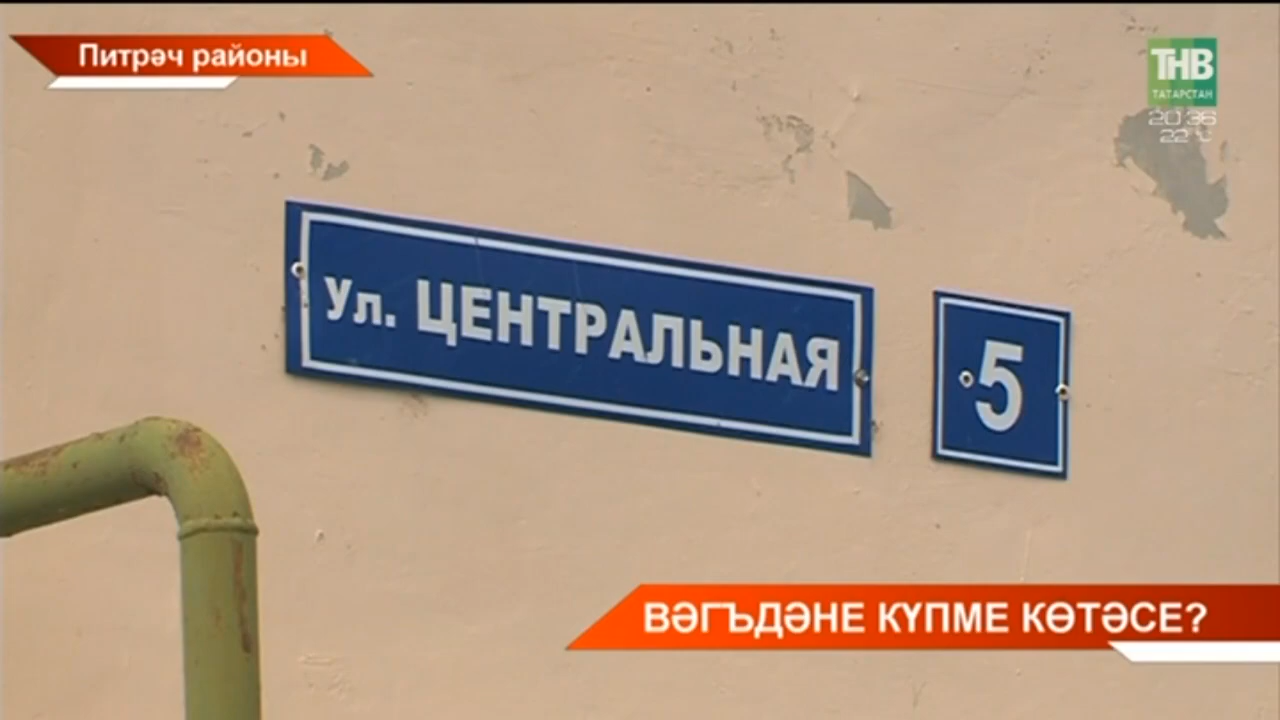 Питрәч районы
ТНВ
ТАТАРСТАН
20 36
22 °C
Ул. ЦЕНТРАЛЬНАЯ
5
ВӘГЪДӘНЕ КҮПМЕ КӨТӘСЕ?